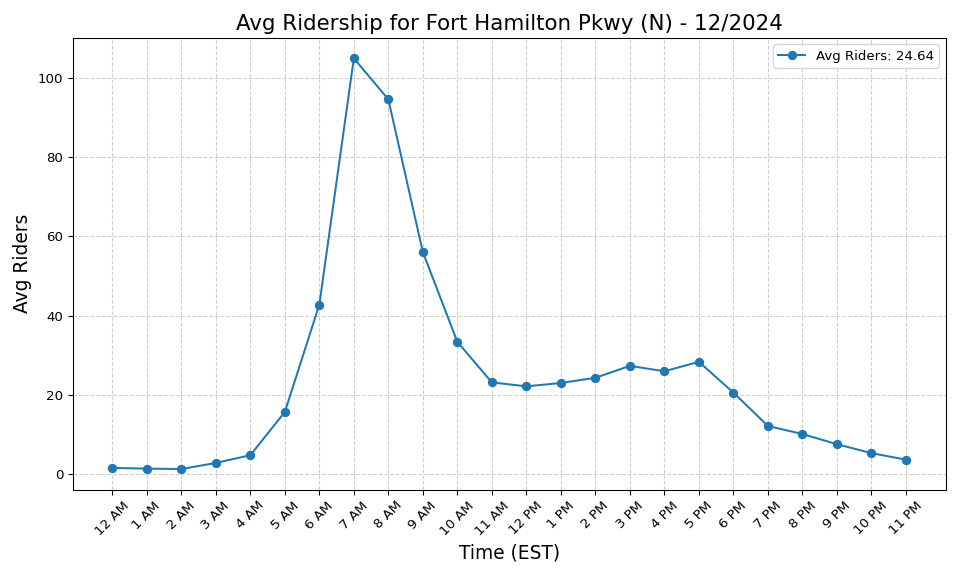 Avg Ridership for Fort Hamilton Pkwy (N) - 12/2024
Avg Riders: 24.64
Avg Riders
100
80
60
40
20
0
12 AM
1 AM
2 AM
3 AM
4 AM
5 AM
6 AM
7 AM
8 AM
9 AM
10 AM
11 AM
12 PM
1 PM
2 PM
3 PM
4 PM
5 PM
6 PM
7 PM
8 PM
9 PM
10 PM
11 PM
Time (EST)